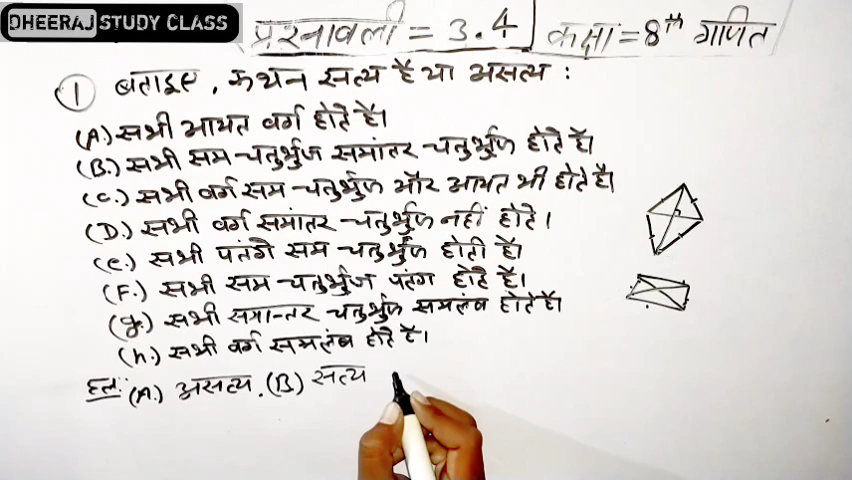 DHEERAJ STUDY CLASS
प्रश्नावली = 3.4 कक्षा = 8th गणित
① बताइए, कथन सत्य है या असत्य :
(A) सभी आयत वर्ग होते है।
(B.) सभी सम-चतुर्भुज समांतर चतुर्भुज होते है।
(C.) सभी वर्ग सम-चतुर्भुज और आयत भी होते है।
(D.) सभी वर्ग समांतर चतुर्भुज नहीं होते।
(e.) सभी पतंगे सम चतुर्भुज होती है।
(F.) सभी सम-चतुर्भुज पतंग होते है।
(g.) सभी समान्तर चतुर्भुज समलंब होते है।
(h.) सभी वर्ग समलंब होते है।
हल:- (A.) असत्य. (B) सत्य